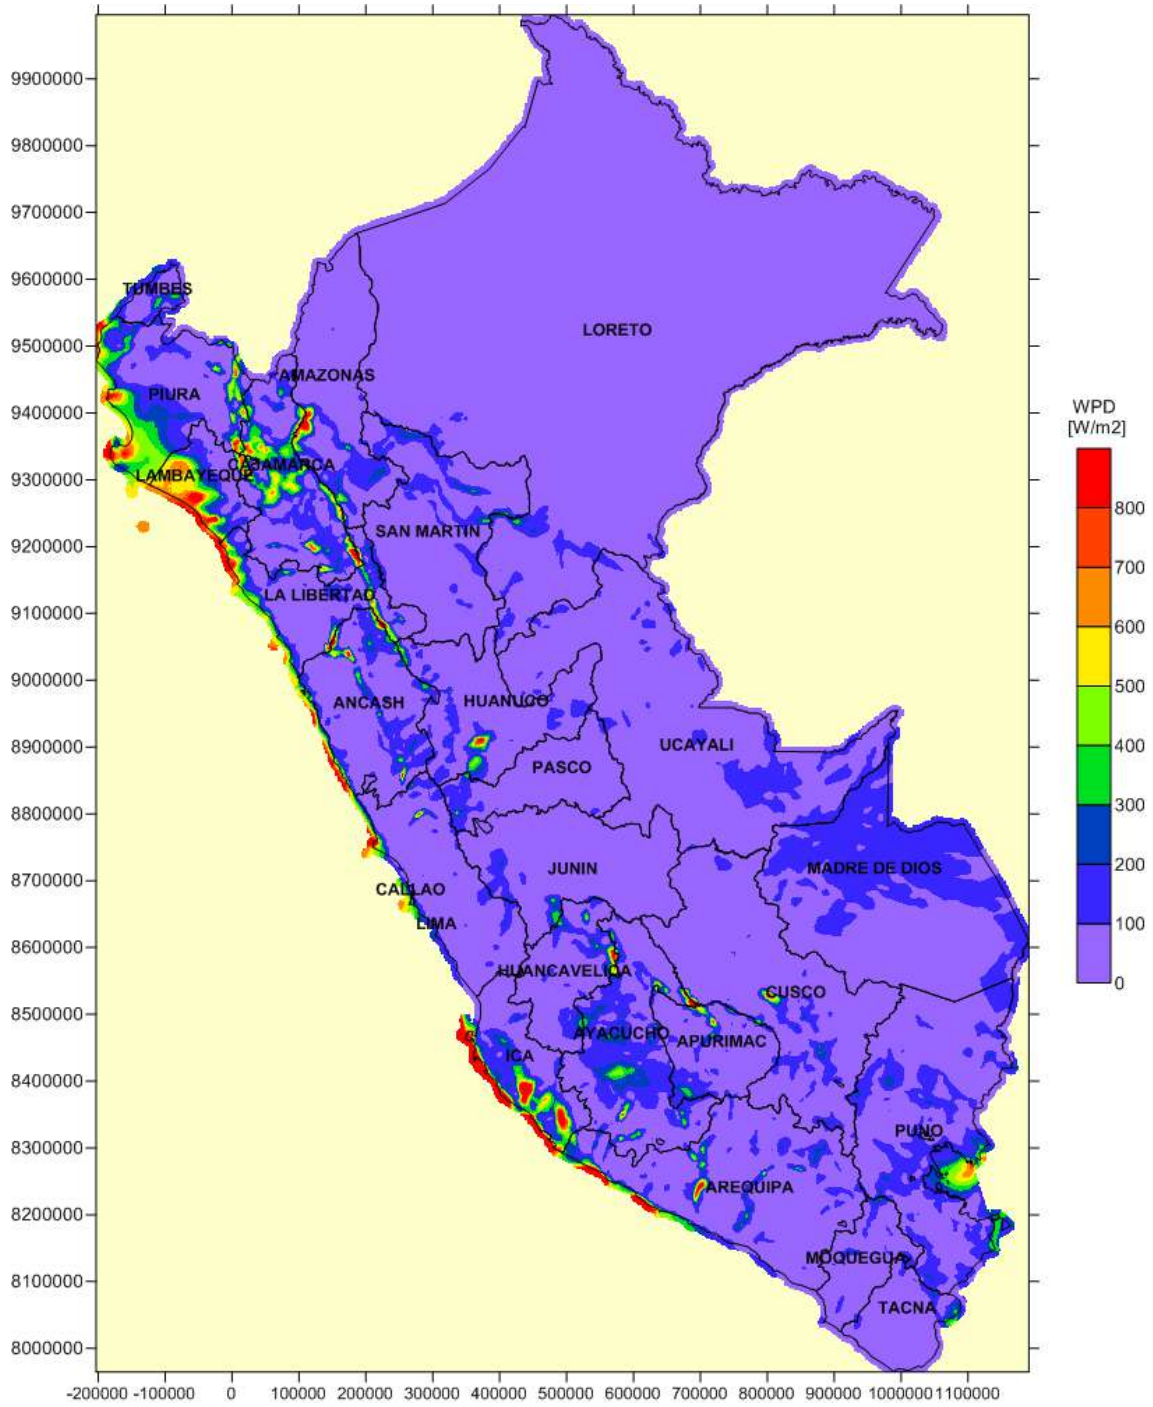 9900000
9800000
9700000
9600000
9500000
9400000
9300000
9200000
9100000
9000000
8900000
8800000
8700000
8600000
8500000
8400000
8300000
8200000
8100000
8000000
TUMBES
LORETO
AMAZONAS
PIURA
CAJAMARCA
LAMBAYEQUE
SAN MARTIN
LA LIBERTAD
ANCASH
HUANUCO
UCAYALI
PASCO
JUNIN
MADRE DE DIOS
CALLAO
LIMA
HUANCAVELICA
CUSCO
AYACUCHO
APURIMAC
ICA
PUNO
AREQUIPA
MOQUEGUA
TACNA
WPD
[W/m2]
800
700
600
500
400
300
200
100
0
-200000 -100000 0 100000 200000 300000 400000 500000 600000 700000 800000 900000 1000000 1100000